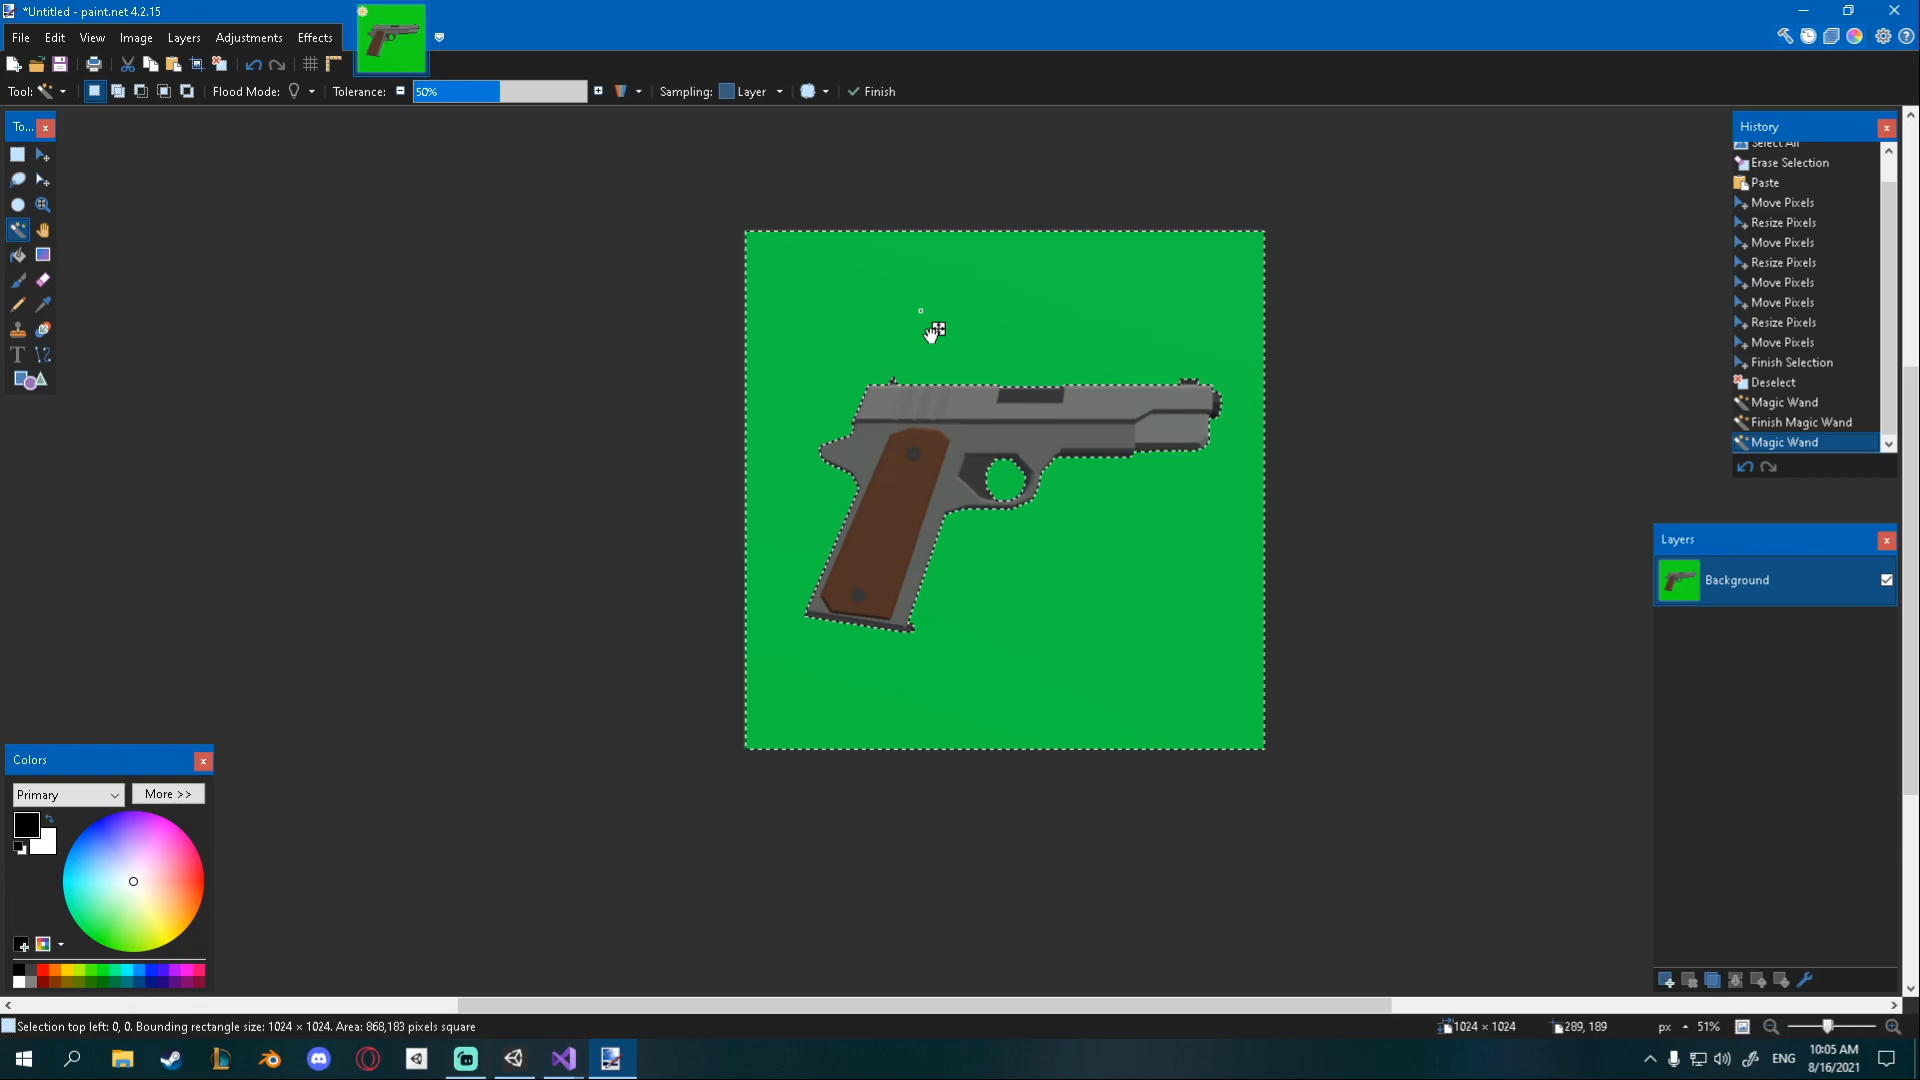 *Untitled - paint.net 4.2.15
File Edit View Image Layers Adjustments Effects
Tool: Flood Mode: Tolerance: 50% Sampling: Layer Finish
To...
History
Select All
Erase Selection
Paste
Move Pixels
Resize Pixels
Move Pixels
Resize Pixels
Move Pixels
Move Pixels
Resize Pixels
Move Pixels
Finish Selection
Deselect
Magic Wand
Finish Magic Wand
Magic Wand
Layers
Background
Colors
Primary More >>
Selection top left: 0, 0. Bounding rectangle size: 1024 × 1024. Area: 868,183 pixels square
1024 × 1024 289, 189 px 51%
ENG 10:05 AM
8/16/2021